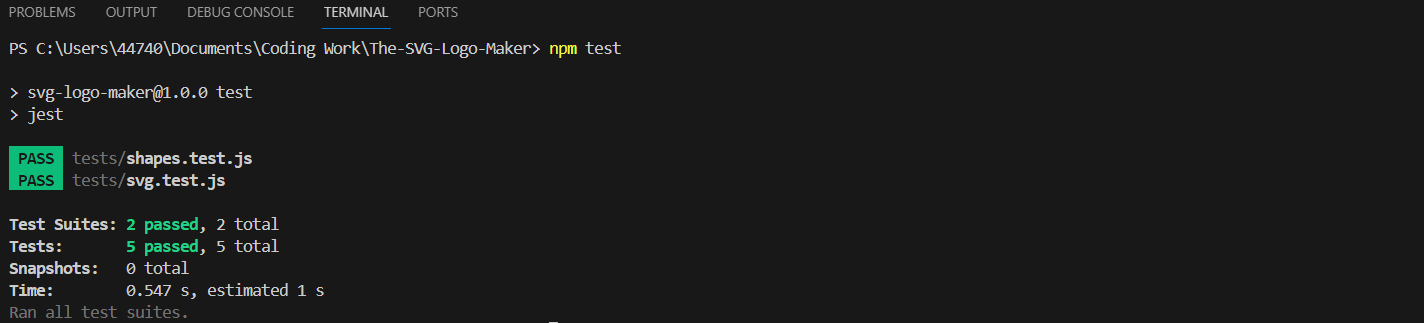 PROBLEMS OUTPUT DEBUG CONSOLE TERMINAL PORTS
PS C:\Users\44740\Documents\Coding Work\The-SVG-Logo-Maker> npm test
> svg-logo-maker@1.0.0 test
> jest
PASS tests/shapes.test.js
PASS tests/svg.test.js
Test Suites: 2 passed, 2 total
Tests: 5 passed, 5 total
Snapshots: 0 total
Time: 0.547 s, estimated 1 s
Ran all test suites.